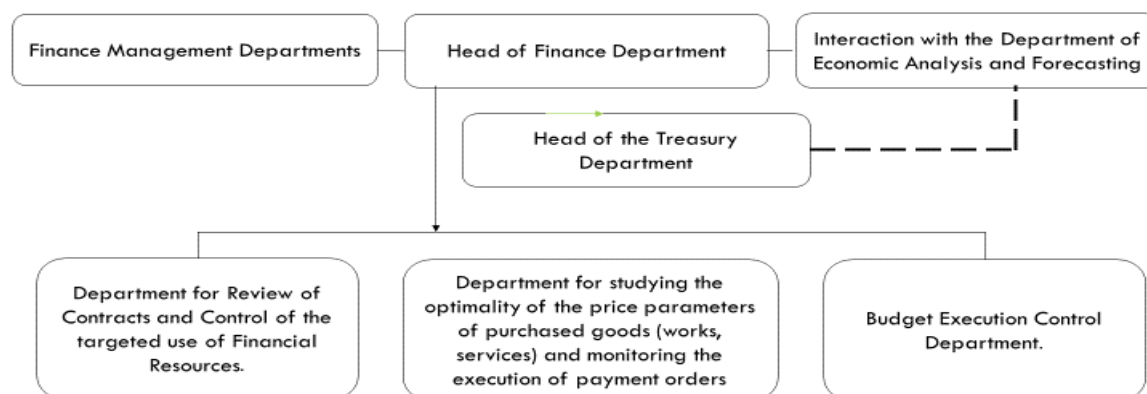 Finance Management Departments
Head of Finance Department
Interaction with the Department of
Economic Analysis and Forecasting
Head of the Treasury
Department
Department for Review of
Contracts and Control of the
targeted use of Financial
Resources.
Department for studying the
optimality of the price parameters
of purchased goods (works,
services) and monitoring the
execution of payment orders
Budget Execution Control
Department.